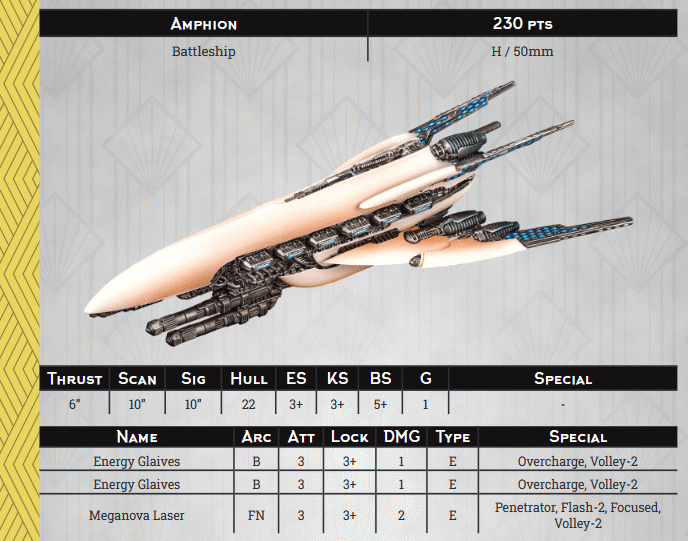 Amphion 230 pts
Battleship H / 50mm
Thrust Scan Sig Hull ES KS BS G Special
6” 10” 10” 22 3+ 3+ 5+ 1 -
Name Arc Att Lock DMG Type Special
Energy Glaives B 3 3+ 1 E Overcharge, Volley-2
Energy Glaives B 3 3+ 1 E Overcharge, Volley-2
Meganova Laser FN 3 3+ 2 E Penetrator, Flash-2, Focused,
Volley-2